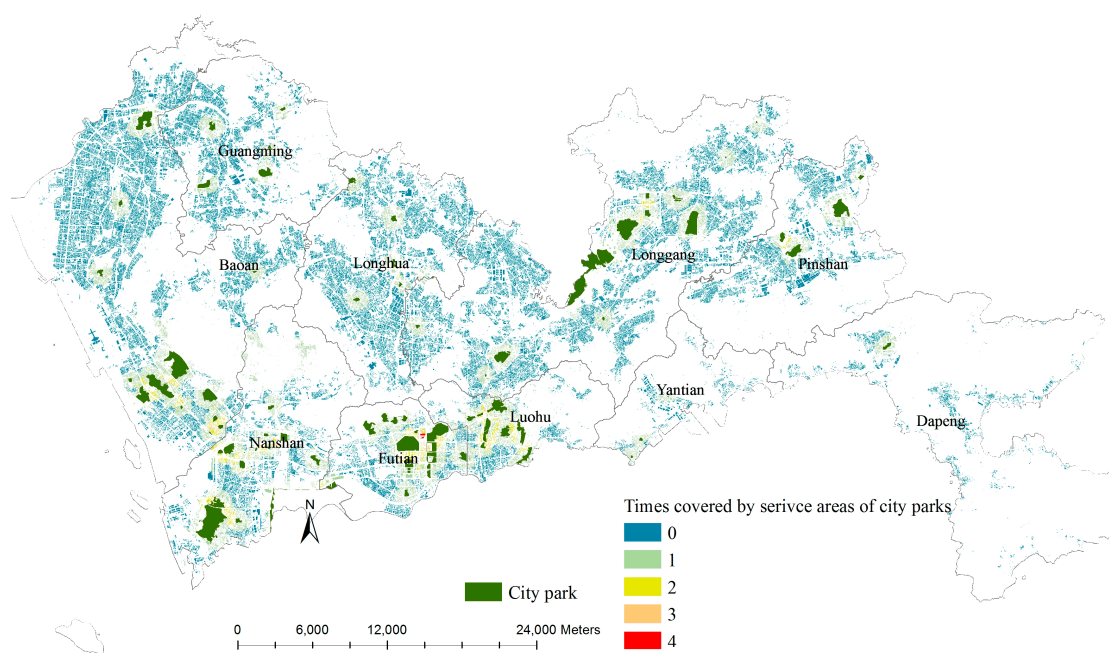 Guangming
Baoan
Longhua
Longgang
Pinshan
Yantian
Luohu
Dapeng
Nanshan
Futian
N
Times covered by serivce areas of city parks
0
1
2
3
4
City park
0 6,000 12,000 24,000 Meters